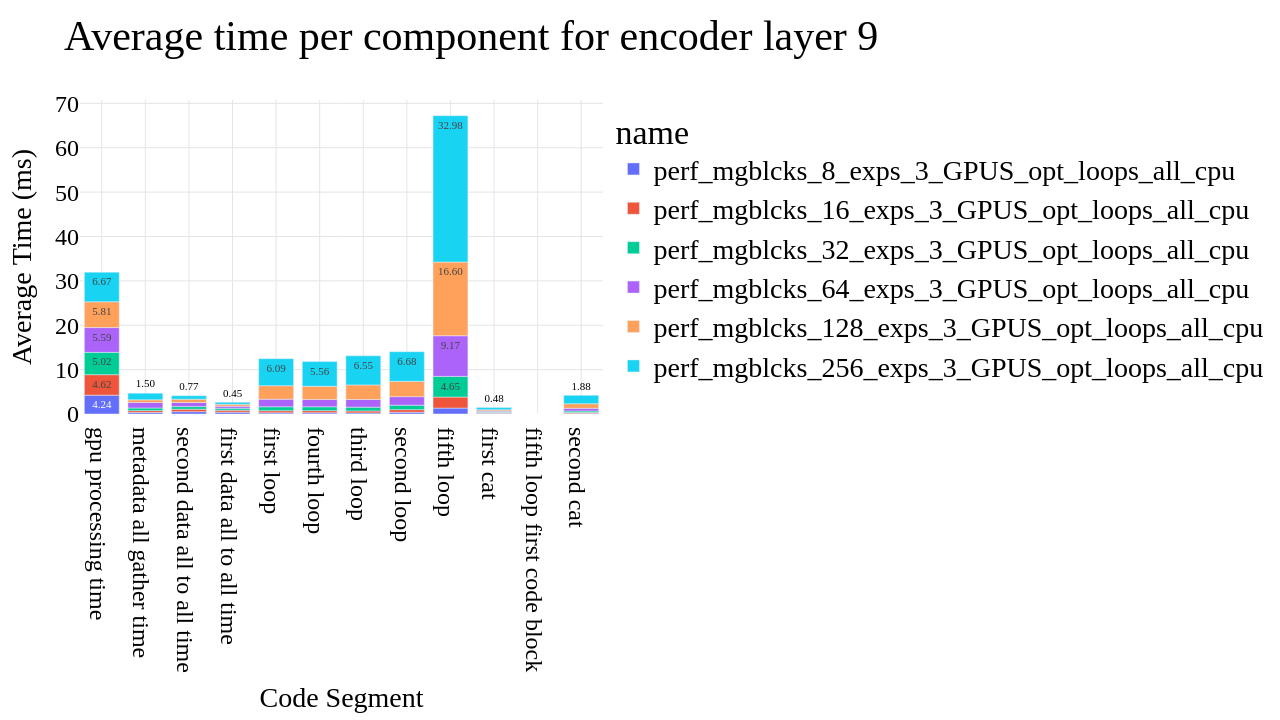 Average time per component for encoder layer 9
70
60
50
40
30
20
10
0
Average Time (ms)
6.67
5.81
5.59
5.02
4.62
4.24
1.50
0.77
0.45
6.09
5.56
6.55
6.68
32.98
16.60
9.17
4.65
0.48
1.88
gpu processing time
metadata all gather time
second data all to all time
first data all to all time
first loop
fourth loop
third loop
second loop
fifth loop
first cat
fifth loop first code block
second cat
Code Segment
name
perf_mgblcks_8_exps_3_GPUS_opt_loops_all_cpu
perf_mgblcks_16_exps_3_GPUS_opt_loops_all_cpu
perf_mgblcks_32_exps_3_GPUS_opt_loops_all_cpu
perf_mgblcks_64_exps_3_GPUS_opt_loops_all_cpu
perf_mgblcks_128_exps_3_GPUS_opt_loops_all_cpu
perf_mgblcks_256_exps_3_GPUS_opt_loops_all_cpu